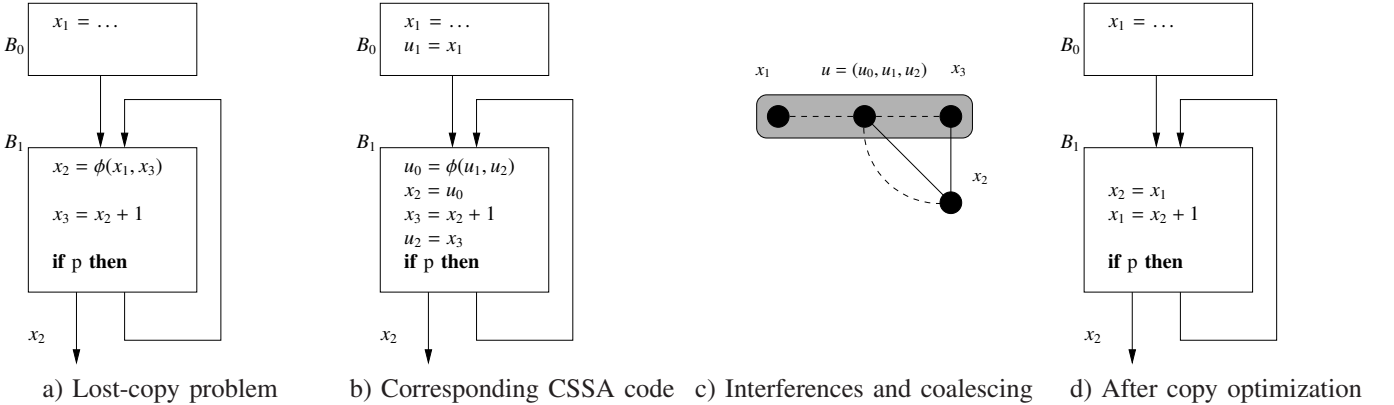 B₀
x₁ = …
B₁
x₂ = ϕ(x₁, x₃)
x₃ = x₂ + 1
if p then
x₂
a) Lost-copy problem
B₀
x₁ = …
u₁ = x₁
B₁
u₀ = ϕ(u₁, u₂)
x₂ = u₀
x₃ = x₂ + 1
u₂ = x₃
if p then
x₂
b) Corresponding CSSA code
x₁ u = (u₀, u₁, u₂) x₃
x₂
c) Interferences and coalescing
B₀
x₁ = …
B₁
x₂ = x₁
x₁ = x₂ + 1
if p then
x₂
d) After copy optimization